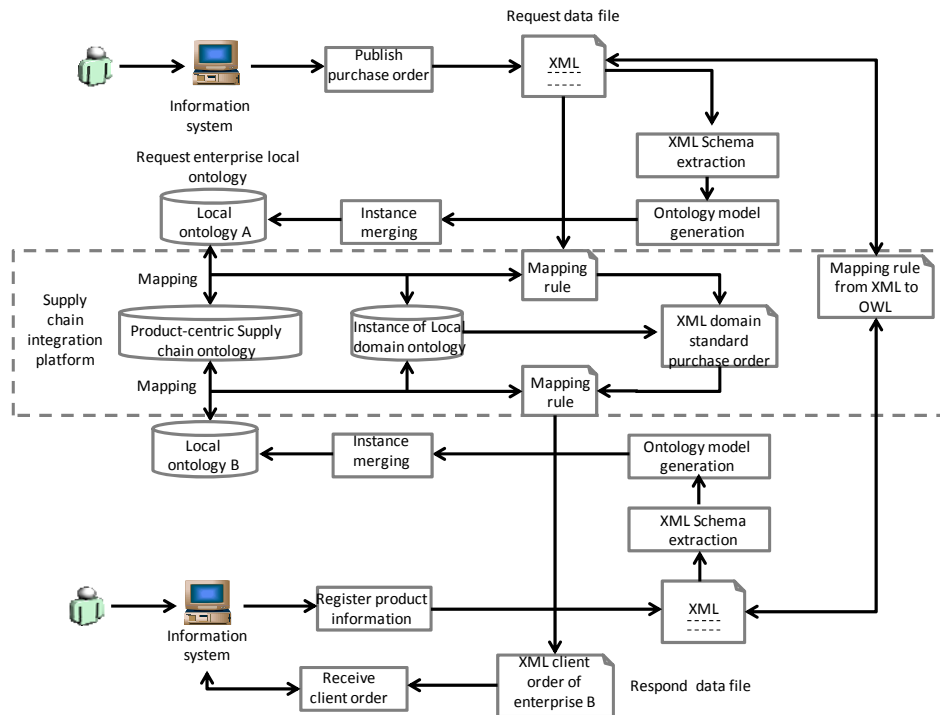 Request data file
Publish
purchase order
XML
Information
system
XML Schema
extraction
Request enterprise local
ontology
Local
ontology A
Instance
merging
Ontology model
generation
Mapping
Mapping
rule
Mapping rule
from XML to
OWL
Supply
chain
integration
platform
Product-centric Supply
chain ontology
Instance of Local
domain ontology
XML domain
standard
purchase order
Mapping
Mapping
rule
Local
ontology B
Instance
merging
Ontology model
generation
XML Schema
extraction
Register product
information
XML
Information
system
Receive
client order
XML client
order of
enterprise B
Respond data file